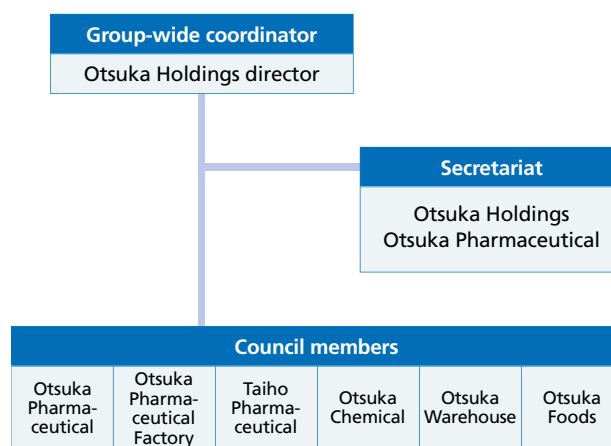 Group-wide coordinator
Otsuka Holdings director
Secretariat
Otsuka Holdings
Otsuka Pharmaceutical
Council members
Otsuka
Pharma-
ceutical
Otsuka
Pharma-
ceutical
Factory
Taiho
Pharma-
ceutical
Otsuka
Chemical
Otsuka
Warehouse
Otsuka
Foods